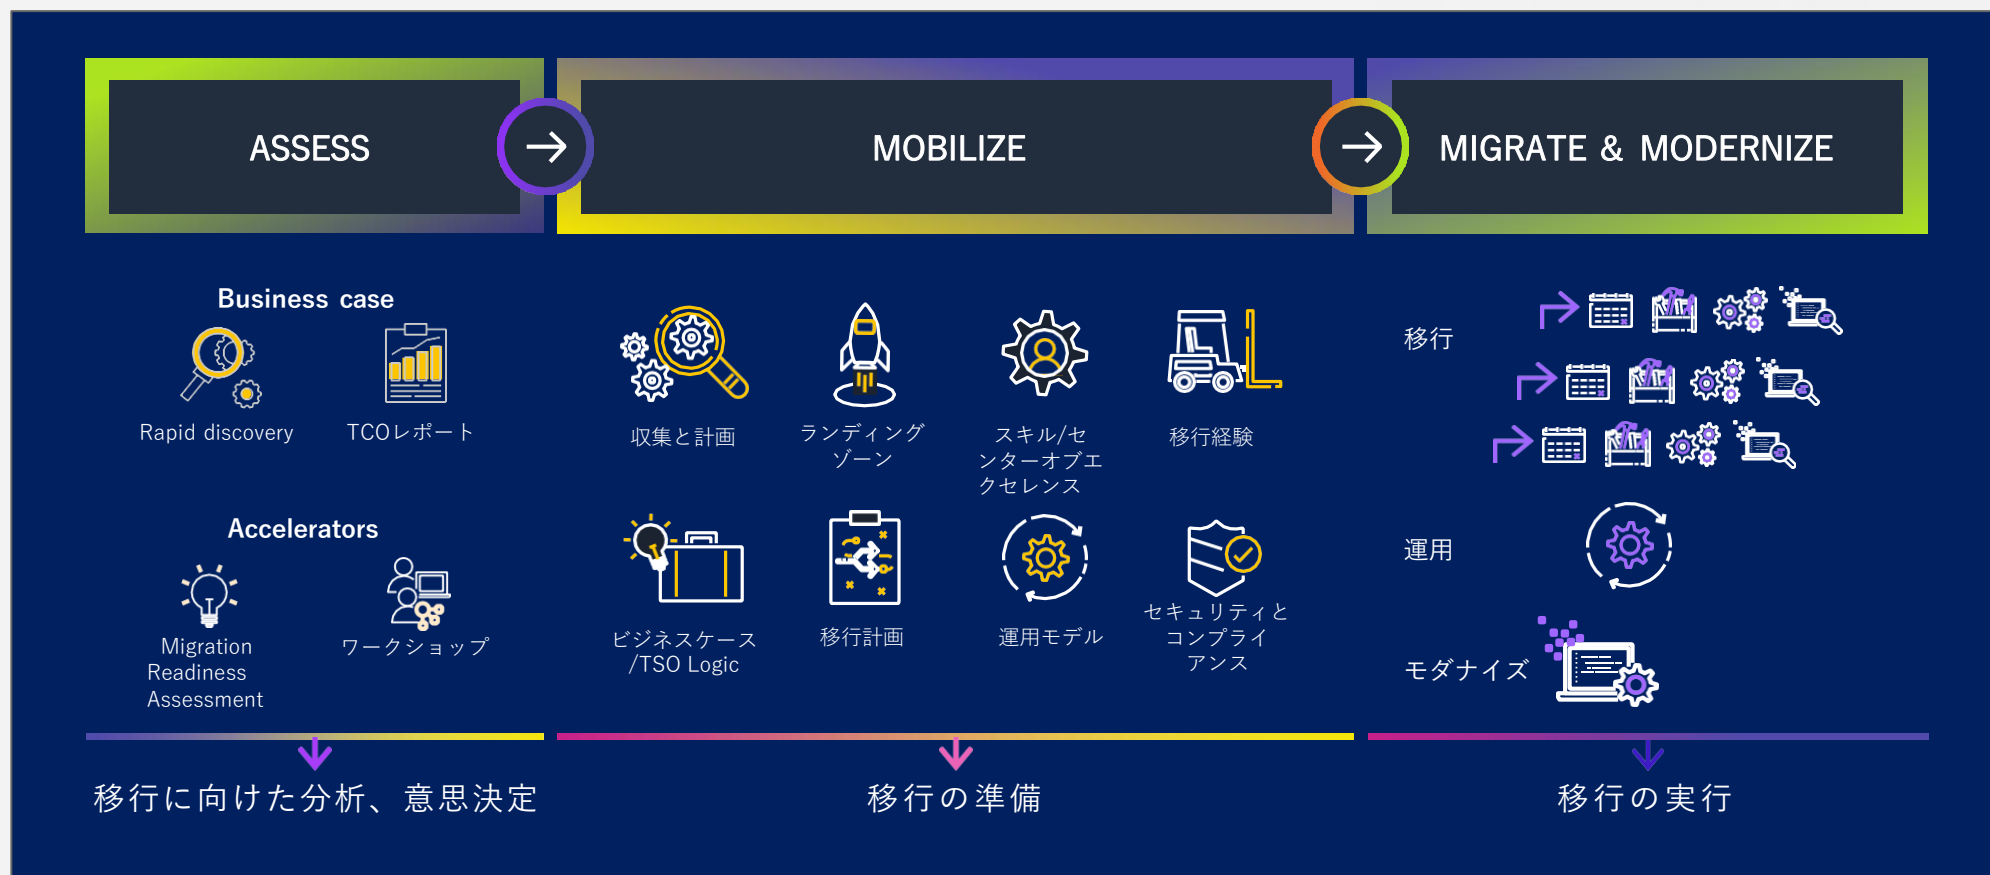 ASSESS
MOBILIZE
MIGRATE & MODERNIZE
Business case
Rapid discovery
TCOレポート
Accelerators
Migration
Readiness
Assessment
ワークショップ
収集と計画
ランディング
ゾーン
スキル/セ
ンターオブエ
クセレンス
移行経験
ビジネスケース
/TSO Logic
移行計画
運用モデル
セキュリティと
コンプライ
アンス
移行
運用
モダナイズ
移行に向けた分析、意思決定
移行の準備
移行の実行